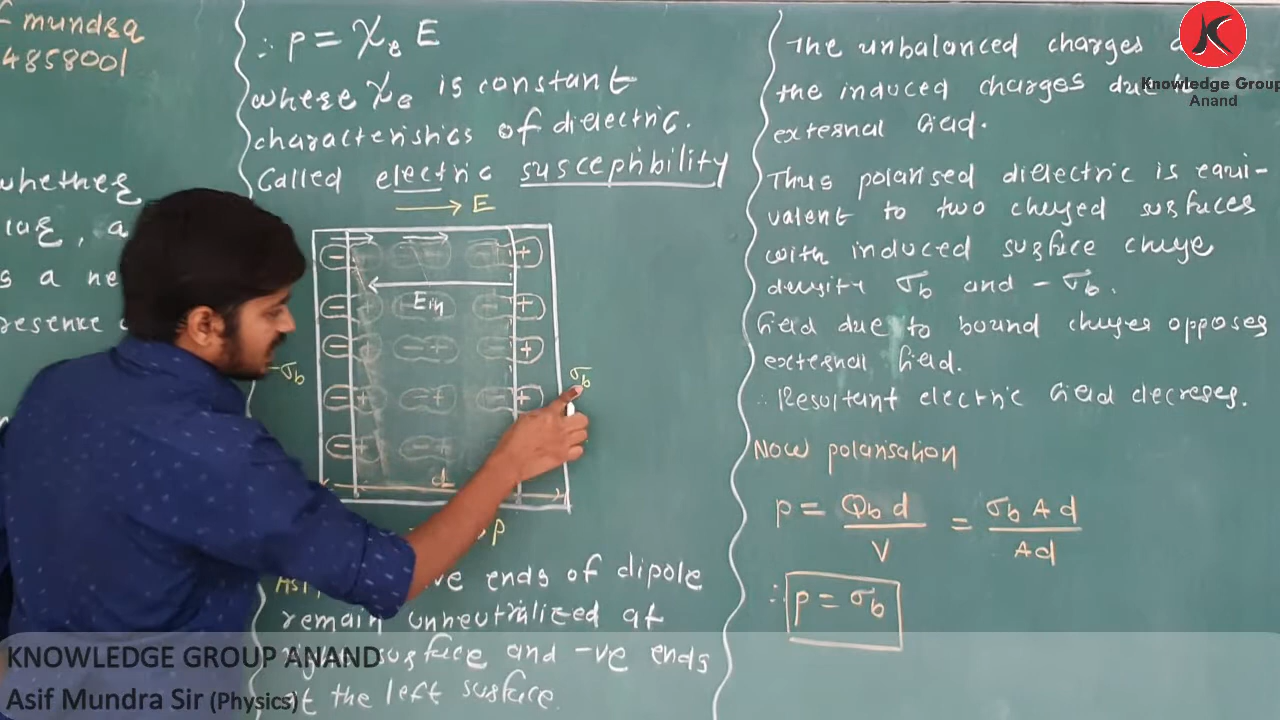 mundra
4858001
whether
s a ne
∴ p = χe E
where χe is constant
characteristics of dielectric.
Called electric susceptibility
→ E
Ein
-σb
σb
d
p
ve ends of dipole
remain unneutralized at
surface and -ve ends
at the left surface.
The unbalanced charges
the induced charges due
external field.
Thus polarised dielectric is equi-
valent to two charged surfaces
with induced surface charge
density σb and -σb.
field due to bound charges opposes
external field.
∴ Resultant electric field decreses.
Now polarisation
p = Qb d / V = σb A d / Ad
∴ p = σb
K
Knowledge Group
Anand
KNOWLEDGE GROUP ANAND
Asif Mundra Sir (Physics)